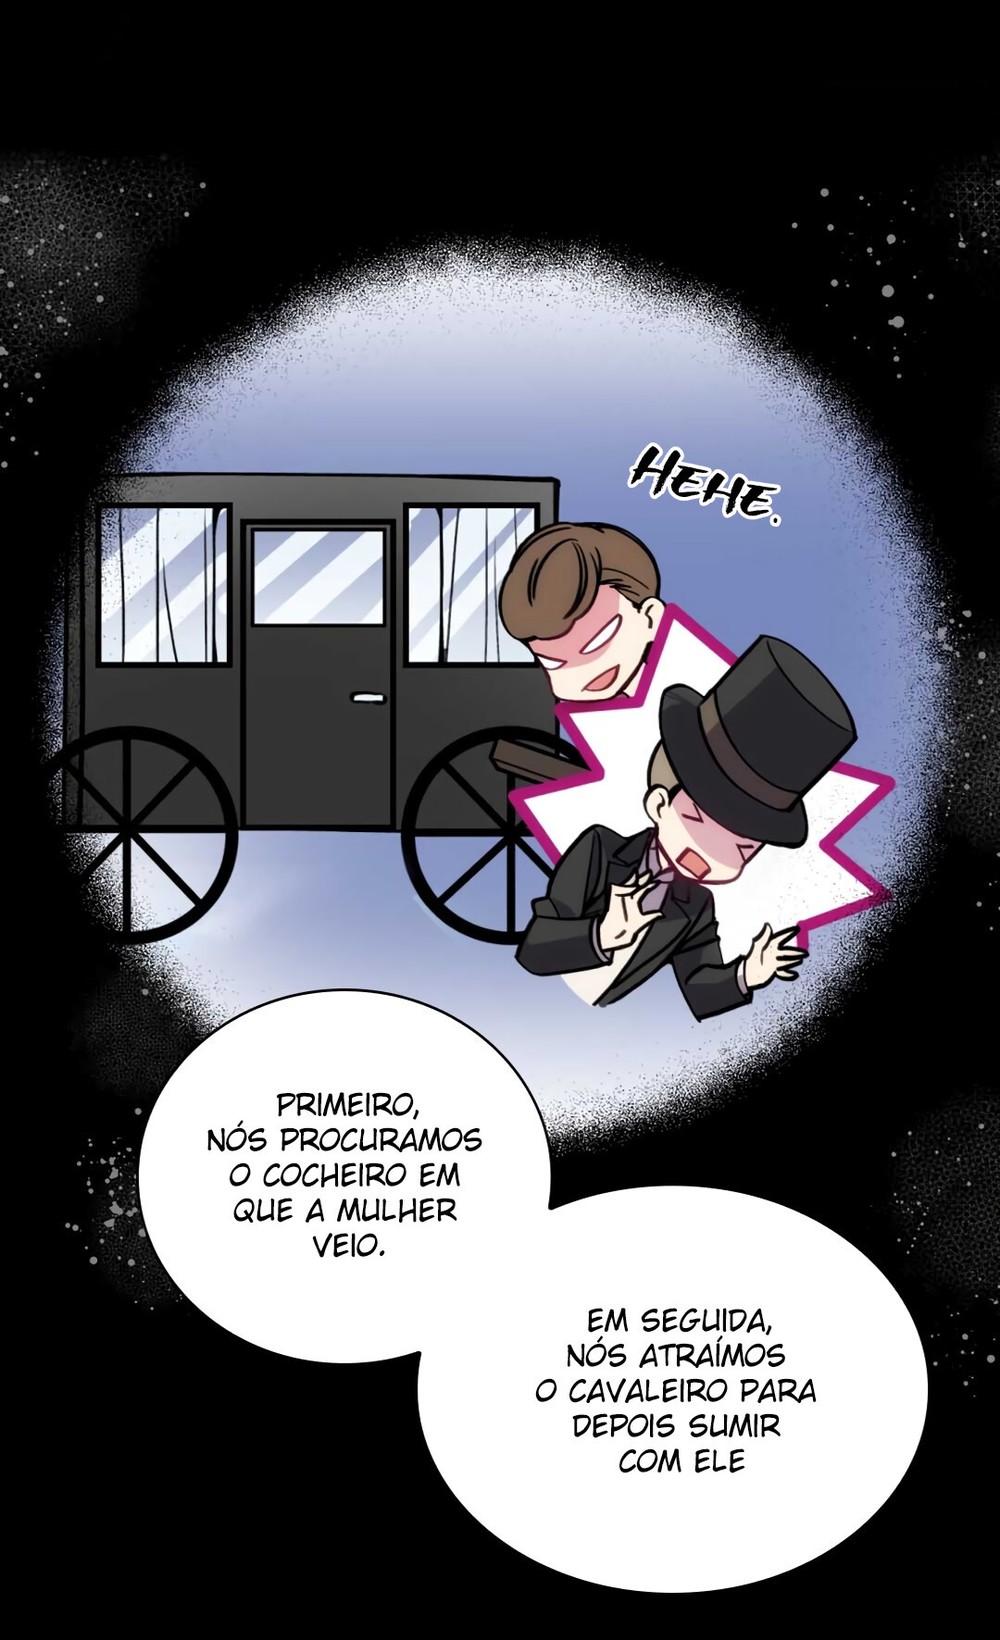 HEHE.
PRIMEIRO,
NÓS PROCURAMOS
O COCHEIRO EM
QUE A MULHER
VEIO.
EM SEGUIDA,
NÓS ATRAÍMOS
O CAVALEIRO PARA
DEPOIS SUMIR
COM ELE